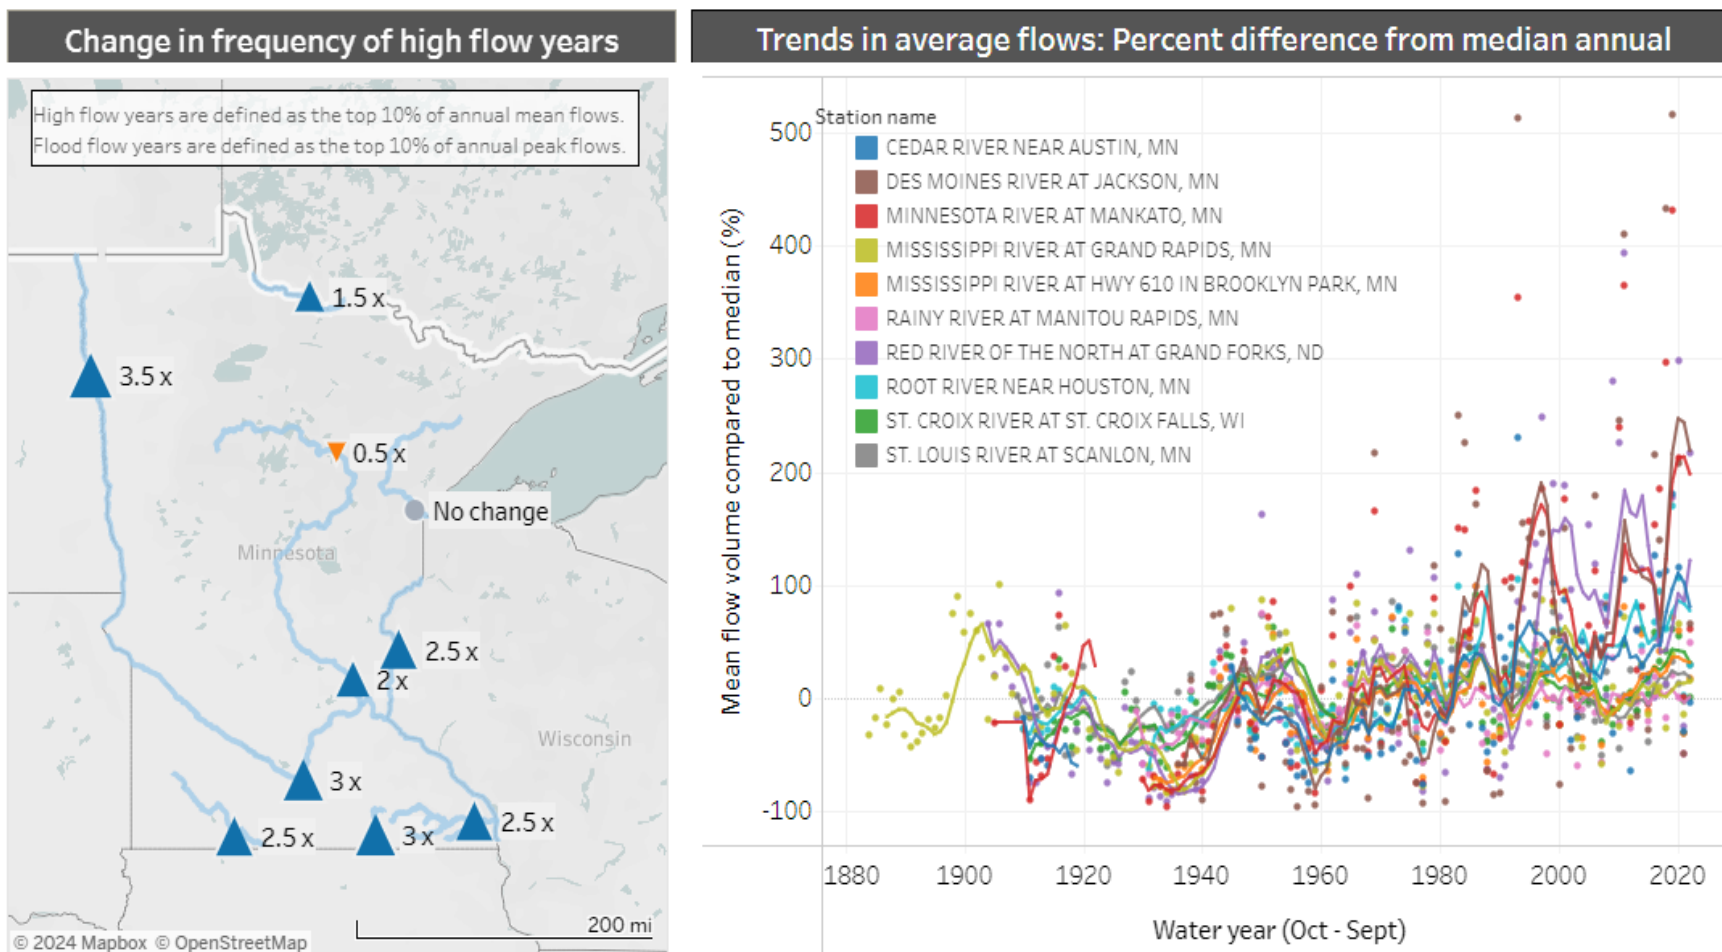 Change in frequency of high flow years
High flow years are defined as the top 10% of annual mean flows.
Flood flow years are defined as the top 10% of annual peak flows.
1.5 x
3.5 x
0.5 x
No change
Minnesota
2.5 x
2 x
Wisconsin
3 x
2.5 x
3 x
2.5 x
200 mi
© 2024 Mapbox © OpenStreetMap
Trends in average flows: Percent difference from median annual
Station name
CEDAR RIVER NEAR AUSTIN, MN
DES MOINES RIVER AT JACKSON, MN
MINNESOTA RIVER AT MANKATO, MN
MISSISSIPPI RIVER AT GRAND RAPIDS, MN
MISSISSIPPI RIVER AT HWY 610 IN BROOKLYN PARK, MN
RAINY RIVER AT MANITOU RAPIDS, MN
RED RIVER OF THE NORTH AT GRAND FORKS, ND
ROOT RIVER NEAR HOUSTON, MN
ST. CROIX RIVER AT ST. CROIX FALLS, WI
ST. LOUIS RIVER AT SCANLON, MN
Mean flow volume compared to median (%)
500
400
300
200
100
0
-100
1880 1900 1920 1940 1960 1980 2000 2020
Water year (Oct - Sept)